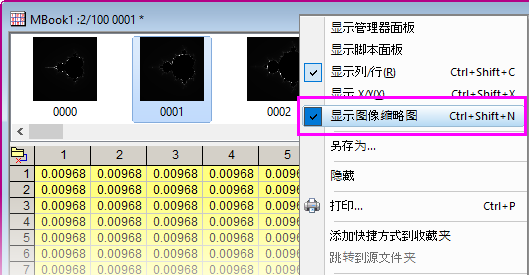 MBook1 :2/100 0001 *
0000
0001
0002
显示管理器面板
显示脚本面板
显示列/行(R) Ctrl+Shift+C
显示 X/Y(X) Ctrl+Shift+X
显示图像缩略图 Ctrl+Shift+N
另存为...
隐藏
打印... Ctrl+P
添加快捷方式到收藏夹
跳转到源文件夹
1 2 3 4 5
1 0.00968 0.00968 0.00968 0.00968 0.00968
2 0.00968 0.00968 0.00968 0.00968 0.00968
3 0.00968 0.00968 0.00968 0.00968 0.00968
4 0.00968 0.00968 0.00968 0.00968 0.00968
5 0.00968 0.00968 0.00968 0.00968 0.00968
6 0.00968 0.00968 0.00968 0.00968 0.00968